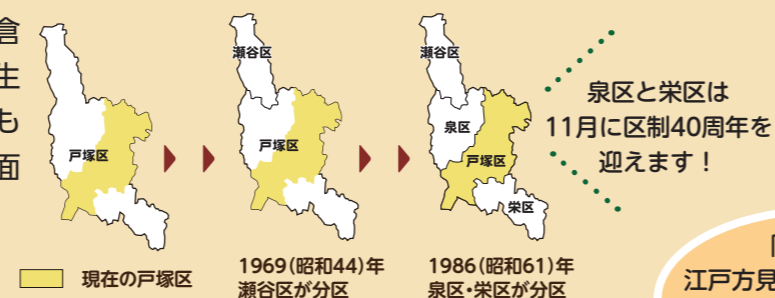 倉
生
も
面
戸塚区
瀬谷区
戸塚区
瀬谷区
泉区
戸塚区
栄区
泉区と栄区は
11月に区制40周年を
迎えます！
現在の戸塚区
1969(昭和44)年
瀬谷区が分区
1986(昭和61)年
泉区・栄区が分区
江戸方見